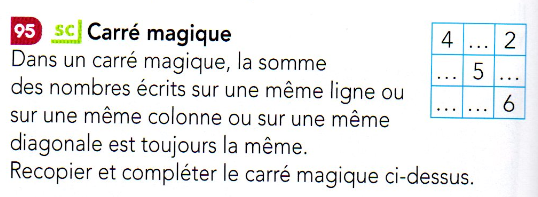 95 sc Carré magique
Dans un carré magique, la somme
des nombres écrits sur une même ligne ou
sur une même colonne ou sur une même
diagonale est toujours la même.
Recopier et compléter le carré magique ci-dessus.
4 ... 2
... 5 ...
... ... 6